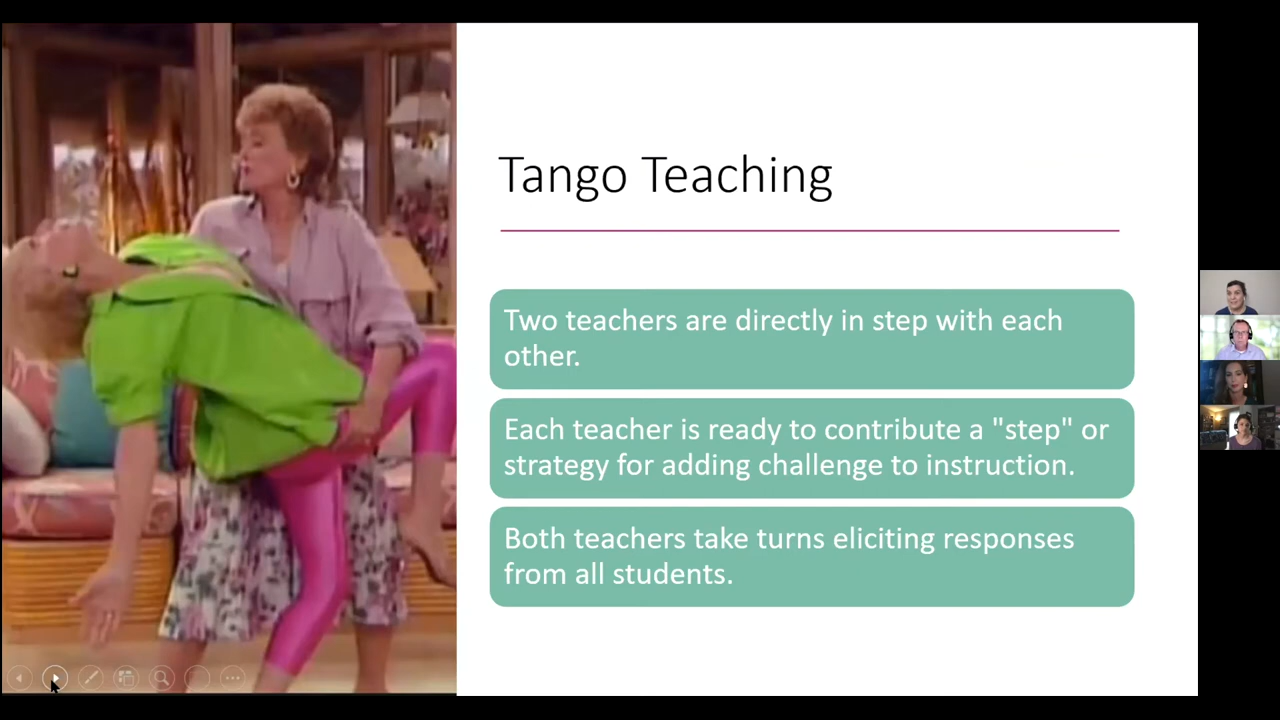 Tango Teaching
Two teachers are directly in step with each
other.
Each teacher is ready to contribute a "step" or
strategy for adding challenge to instruction.
Both teachers take turns eliciting responses
from all students.